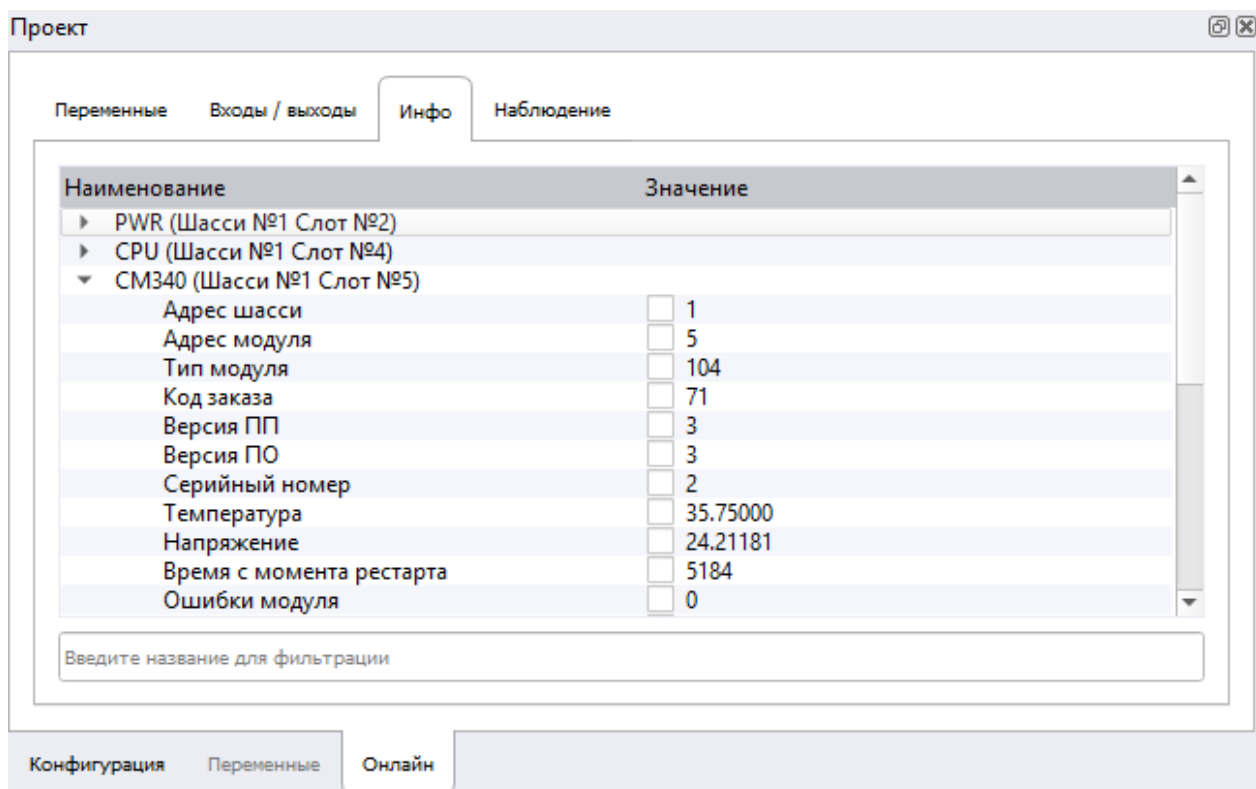 Проект
Переменные Входы / выходы Инфо Наблюдение
Наименование Значение
PWR (Шасси №1 Слот №2)
CPU (Шасси №1 Слот №4)
CM340 (Шасси №1 Слот №5)
Адрес шасси 1
Адрес модуля 5
Тип модуля 104
Код заказа 71
Версия ПП 3
Версия ПО 3
Серийный номер 2
Температура 35.75000
Напряжение 24.21181
Время с момента рестарта 5184
Ошибки модуля 0
Введите название для фильтрации
Конфигурация Переменные Онлайн